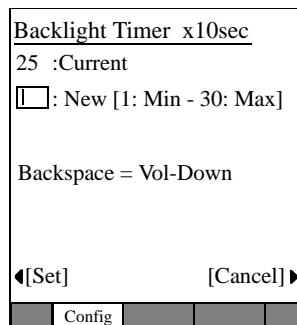 Backlight Timer x10sec
25 :Current
: New [1: Min - 30: Max]
Backspace = Vol-Down
[Set] [Cancel]
Config